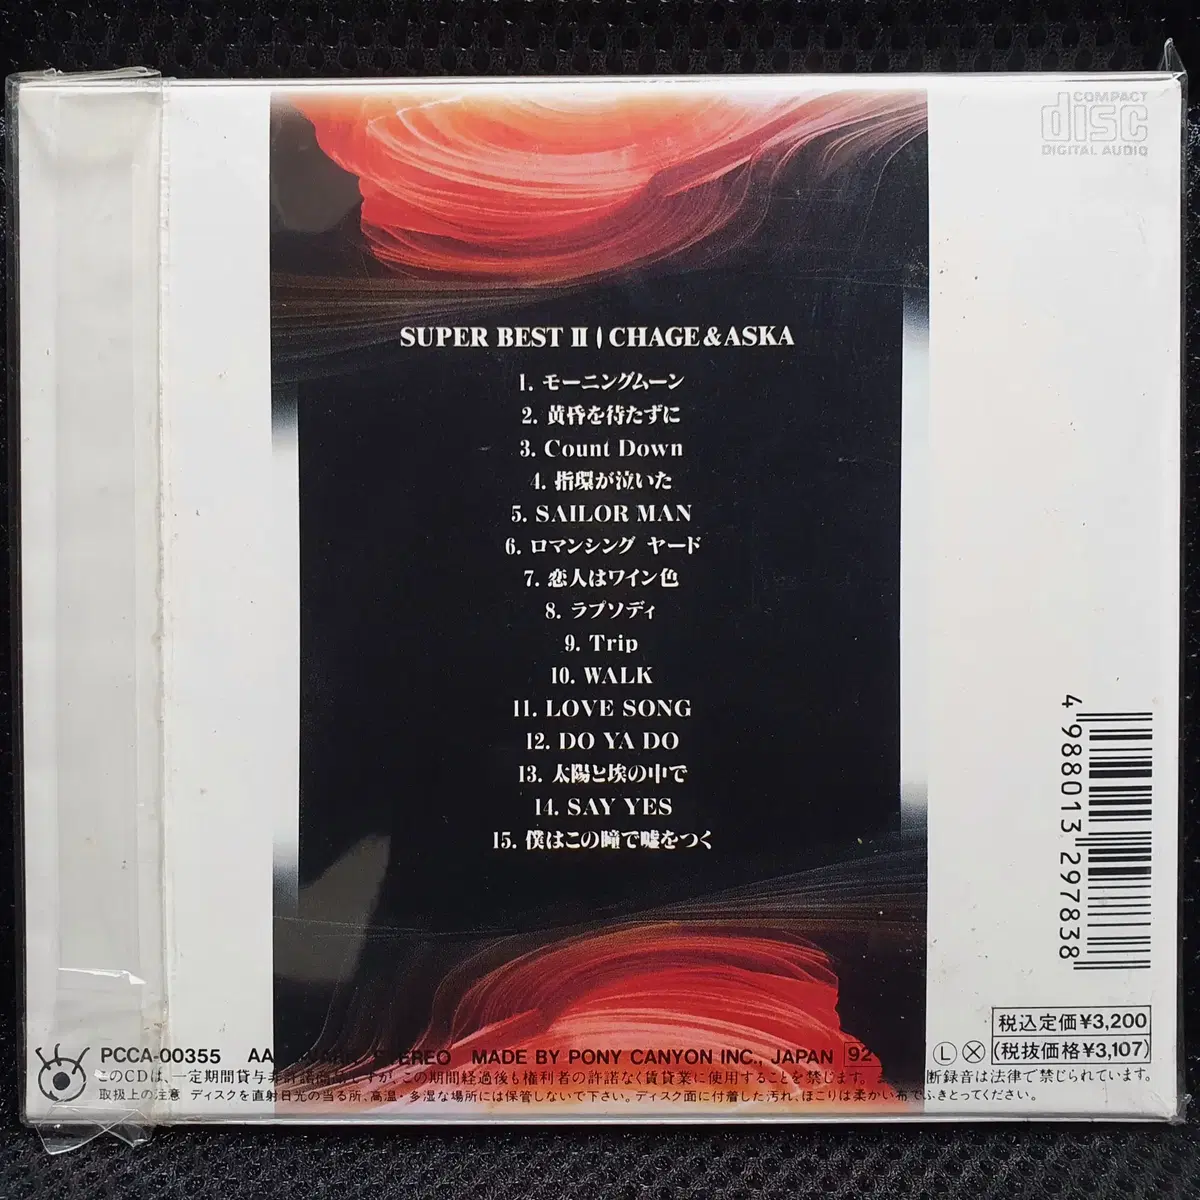 COMPACT
disc
DIGITAL AUDIO
SUPER BEST II CHAGE&ASKA
1. モーニングムーン
2. 黄昏を待たずに
3. Count Down
4. 指環が泣いた
5. SAILOR MAN
6. ロマンシング ヤード
7. 恋人はワイン色
8. ラプソディ
9. Trip
10. WALK
11. LOVE SONG
12. DO YA DO
13. 太陽と埃の中で
14. SAY YES
15. 僕はこの瞳で嘘をつく
4 988013 297838
税込定価¥3,200
(税抜価格¥3,107)
PCCA-00355 STEREO MADE BY PONY CANYON INC., JAPAN 92 L X
このCDは、一定期間貸与非許諾商品ですが、この期間経過後も権利者の許諾なく賃貸業に使用することを禁じます。断録音は法律で禁じられています。
取扱上の注意 ディスクを直射日光の当る所、高温・多湿な場所には保管しないで下さい。ディスク面に付着した汚れ、ほこりは柔かい布でふきとってください。